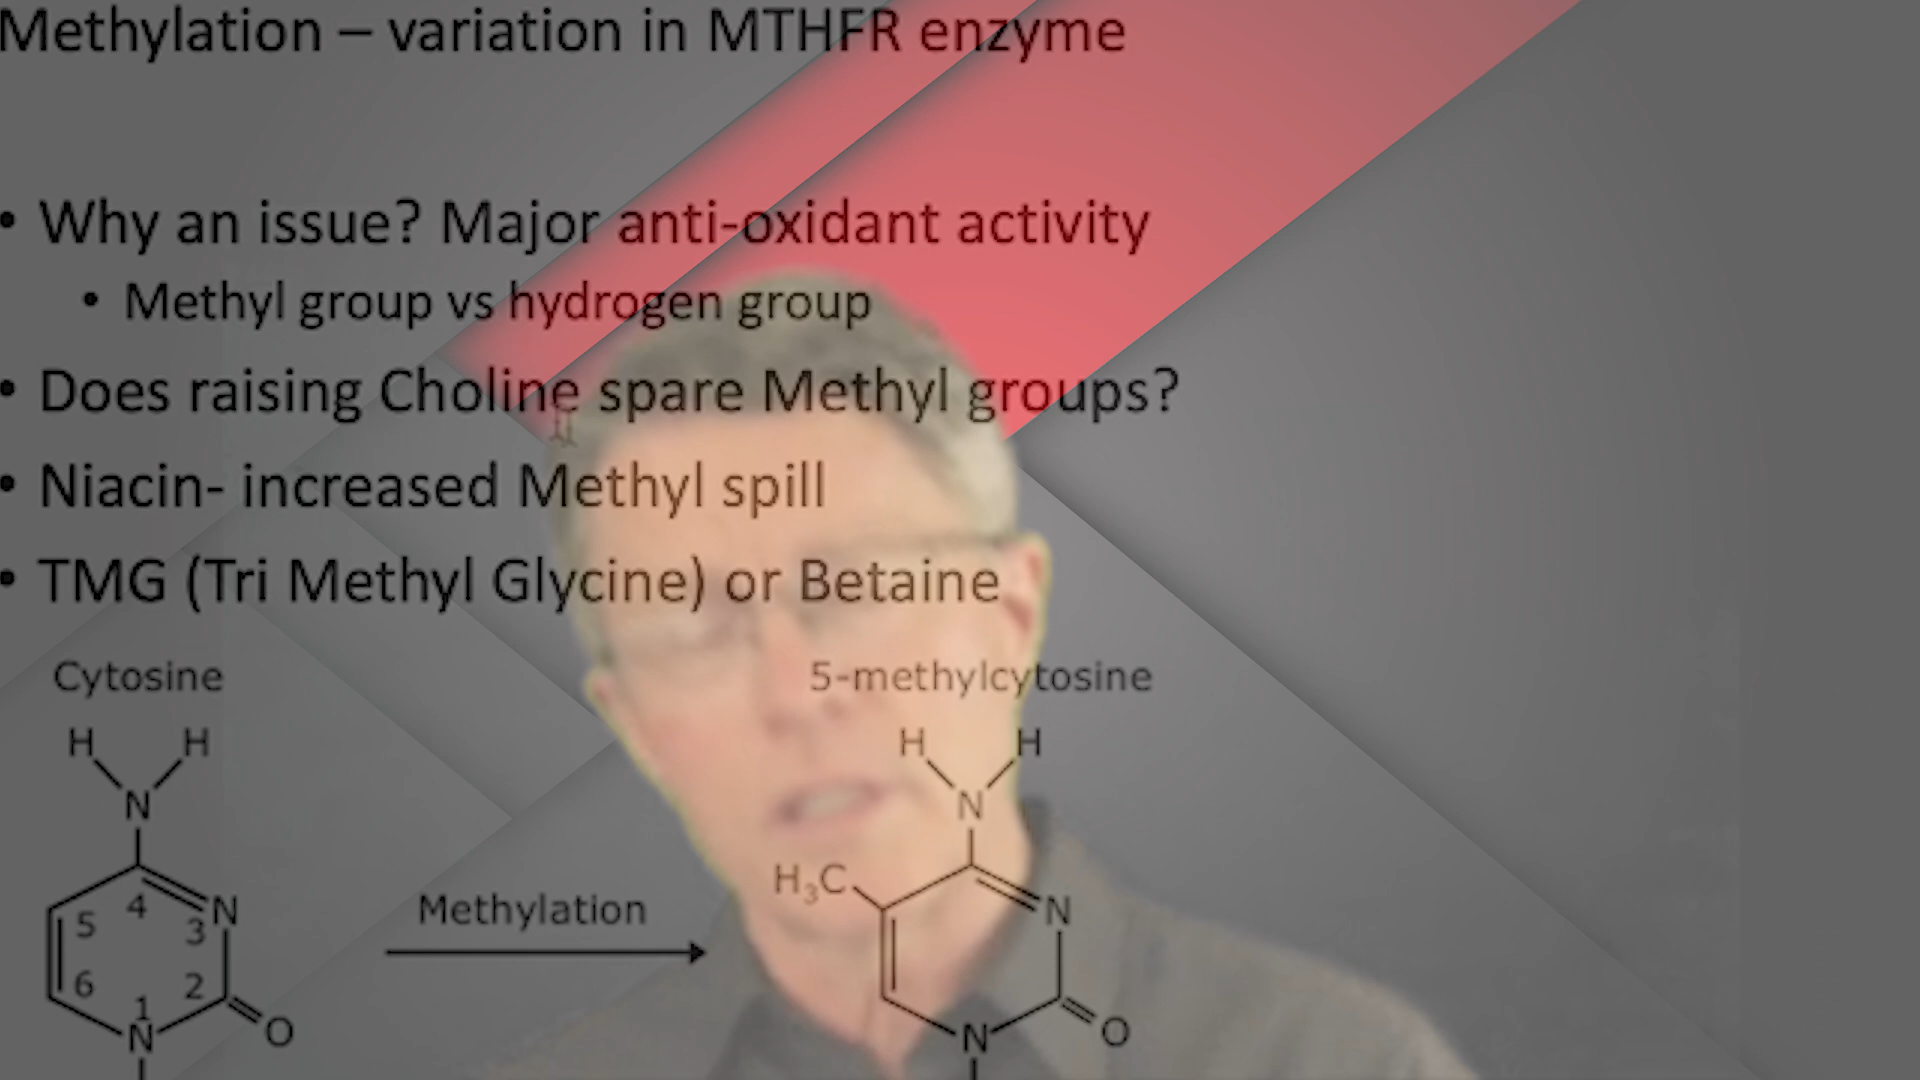 Methylation – variation in MTHFR enzyme
• Why an issue? Major anti-oxidant activity
• Methyl group vs hydrogen group
• Does raising Choline spare Methyl groups?
• Niacin- increased Methyl spill
• TMG (Tri Methyl Glycine) or Betaine
Cytosine 5-methylcytosine
H H H H
N N
H₃C
4 N N
5 3
Methylation
6 2
1
N O N O